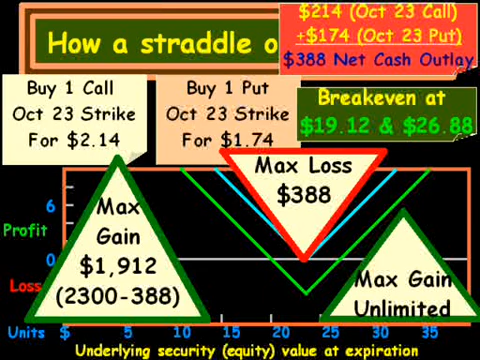 How a straddle o
$214 (Oct 23 Call)
+$174 (Oct 23 Put)
$388 Net Cash Outlay
Buy 1 Call
Oct 23 Strike
For $2.14
Buy 1 Put
Oct 23 Strike
For $1.74
Breakeven at
$19.12 & $26.88
Max Loss
$388
Max
Gain
$1,912
(2300-388)
Max Gain
Unlimited
6
Profit
0
Loss
Units $ 5 10 15 20 25 30 35
Underlying security (equity) value at expiration